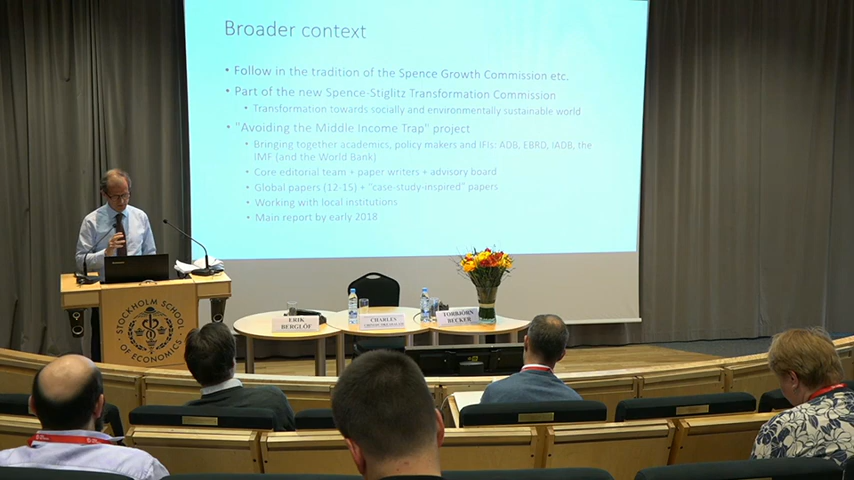 Broader context
• Follow in the tradition of the Spence Growth Commission etc.
• Part of the new Spence-Stiglitz Transformation Commission
• Transformation towards socially and environmentally sustainable world
• "Avoiding the Middle Income Trap" project
• Bringing together academics, policy makers and IFIs: ADB, EBRD, IADB, the
IMF (and the World Bank)
• Core editorial team + paper writers + advisory board
• Global papers (12-15) + "case-study-inspired" papers
• Working with local institutions
• Main report by early 2018
STOCKHOLM SCHOOL
OF ECONOMICS
ERIK
BERGLÖF
CHARLES
TORBJÖRN
BECKER